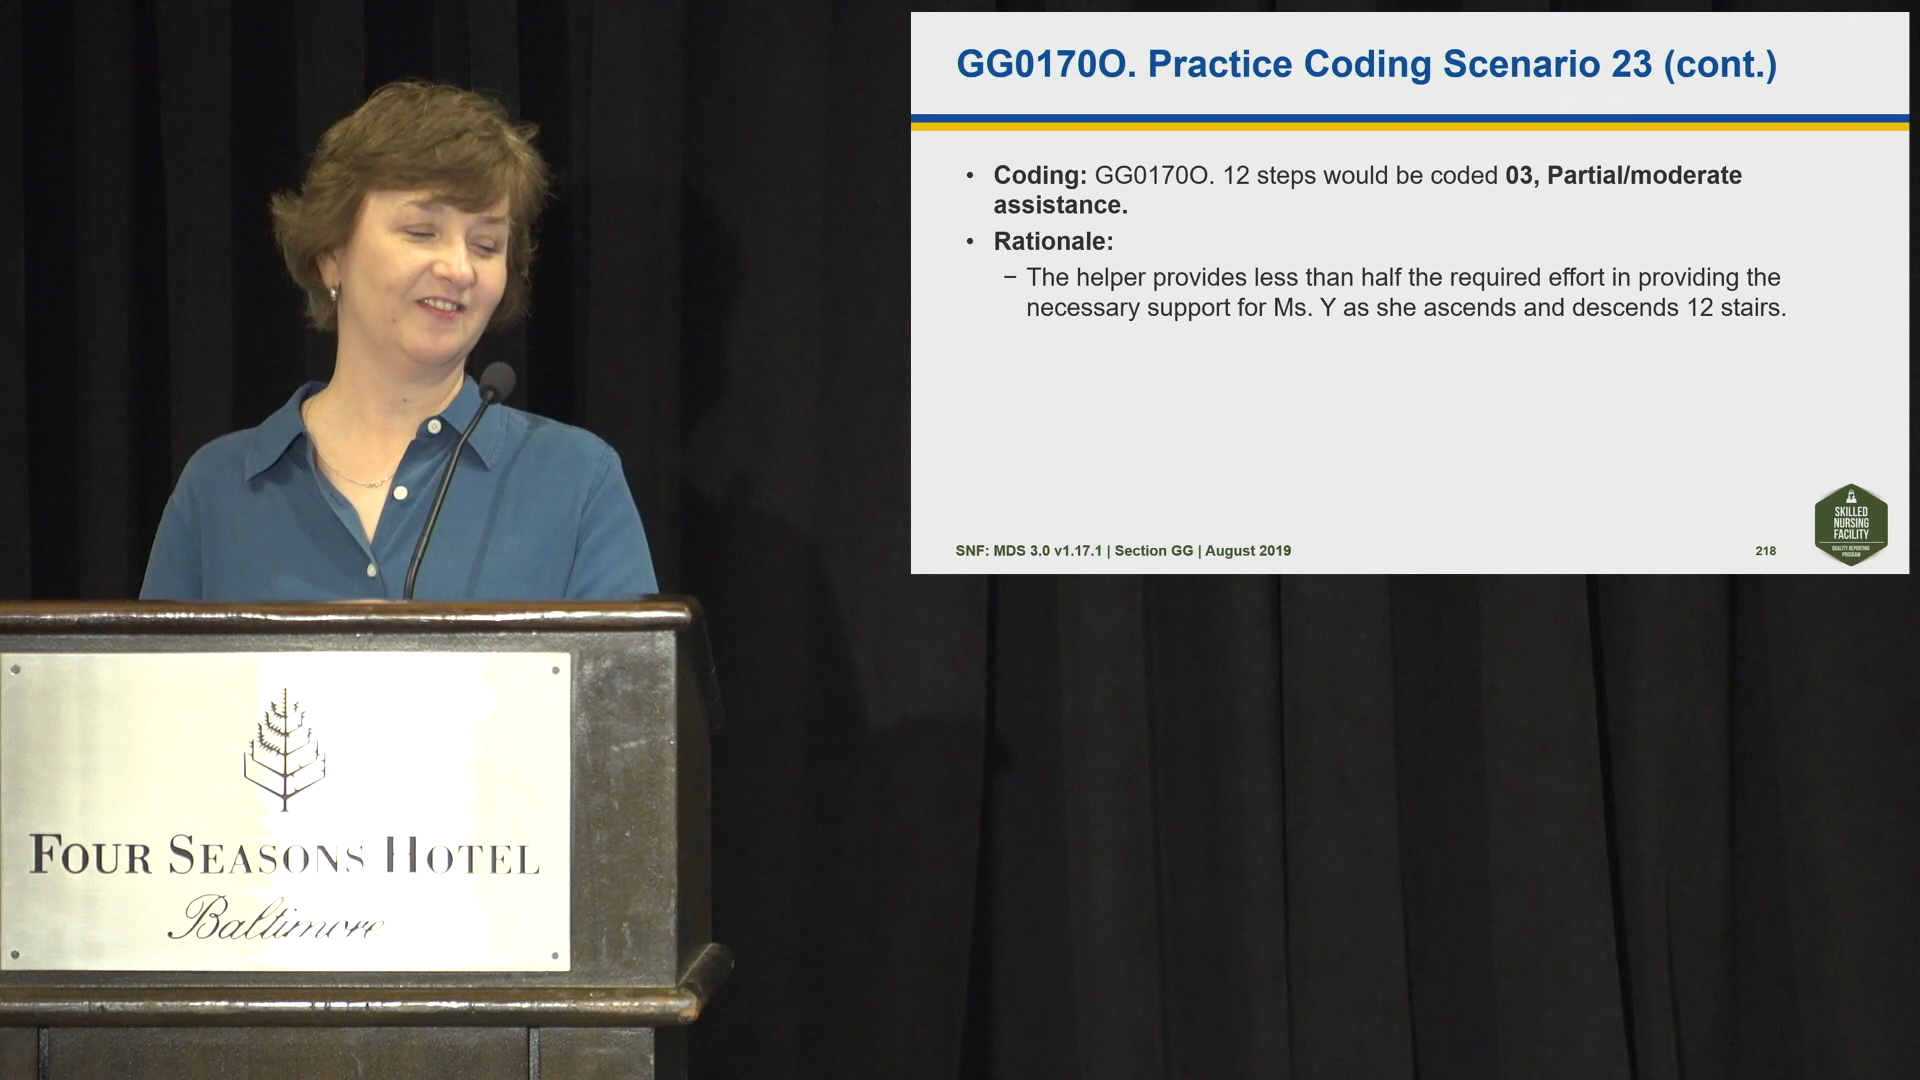 GG0170O. Practice Coding Scenario 23 (cont.)
• Coding: GG0170O. 12 steps would be coded 03, Partial/moderate
assistance.
• Rationale:
– The helper provides less than half the required effort in providing the
necessary support for Ms. Y as she ascends and descends 12 stairs.
SNF: MDS 3.0 v1.17.1 | Section GG | August 2019
218
SKILLED
NURSING
FACILITY
QUALITY REPORTING
PROGRAM
FOUR SEASONS HOTEL
Baltimore